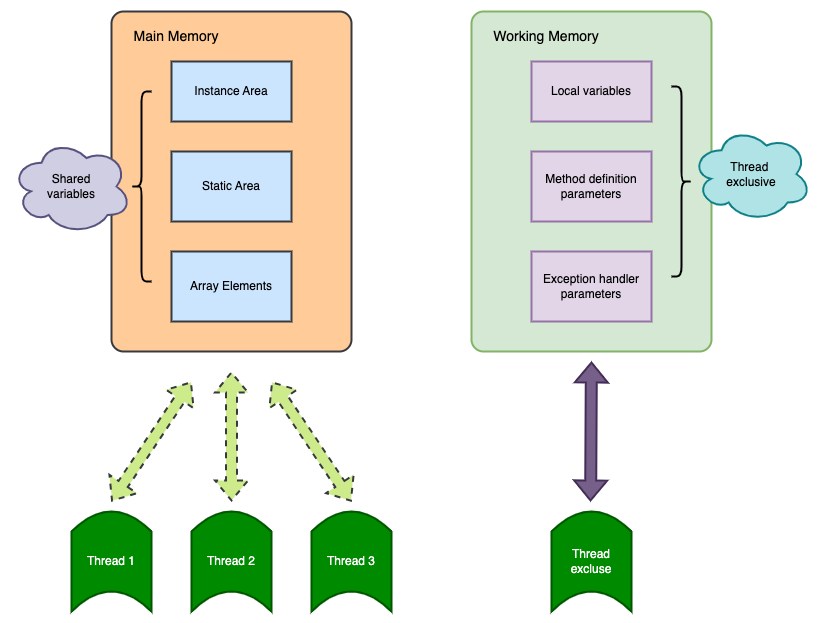 Main Memory
Instance Area
Shared
variables
Static Area
Array Elements
Working Memory
Local variables
Method definition
parameters
Thread
exclusive
Exception handler
parameters
Thread 1
Thread 2
Thread 3
Thread
excluse